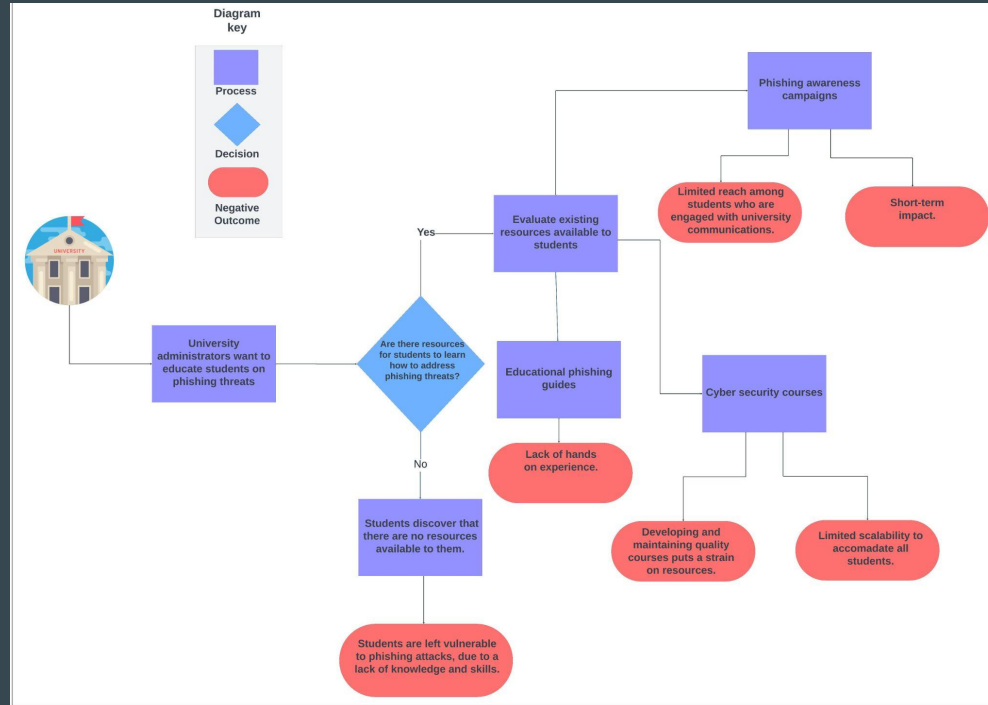 Diagram
key
Process
Decision
Negative
Outcome
UNIVERSITY
University
administrators want to
educate students on
phishing threats
Are there resources
for students to learn
how to address
phishing threats?
Yes
Evaluate existing
resources available to
students
Phishing awareness
campaigns
Limited reach among
students who are
engaged with university
communications.
Short-term
impact.
Educational phishing
guides
Lack of hands
on experience.
Cyber security courses
Developing and
maintaining quality
courses puts a strain
on resources.
Limited scalability to
accomadate all
students.
No
Students discover that
there are no resources
available to them.
Students are left vulnerable
to phishing attacks, due to a
lack of knowledge and skills.